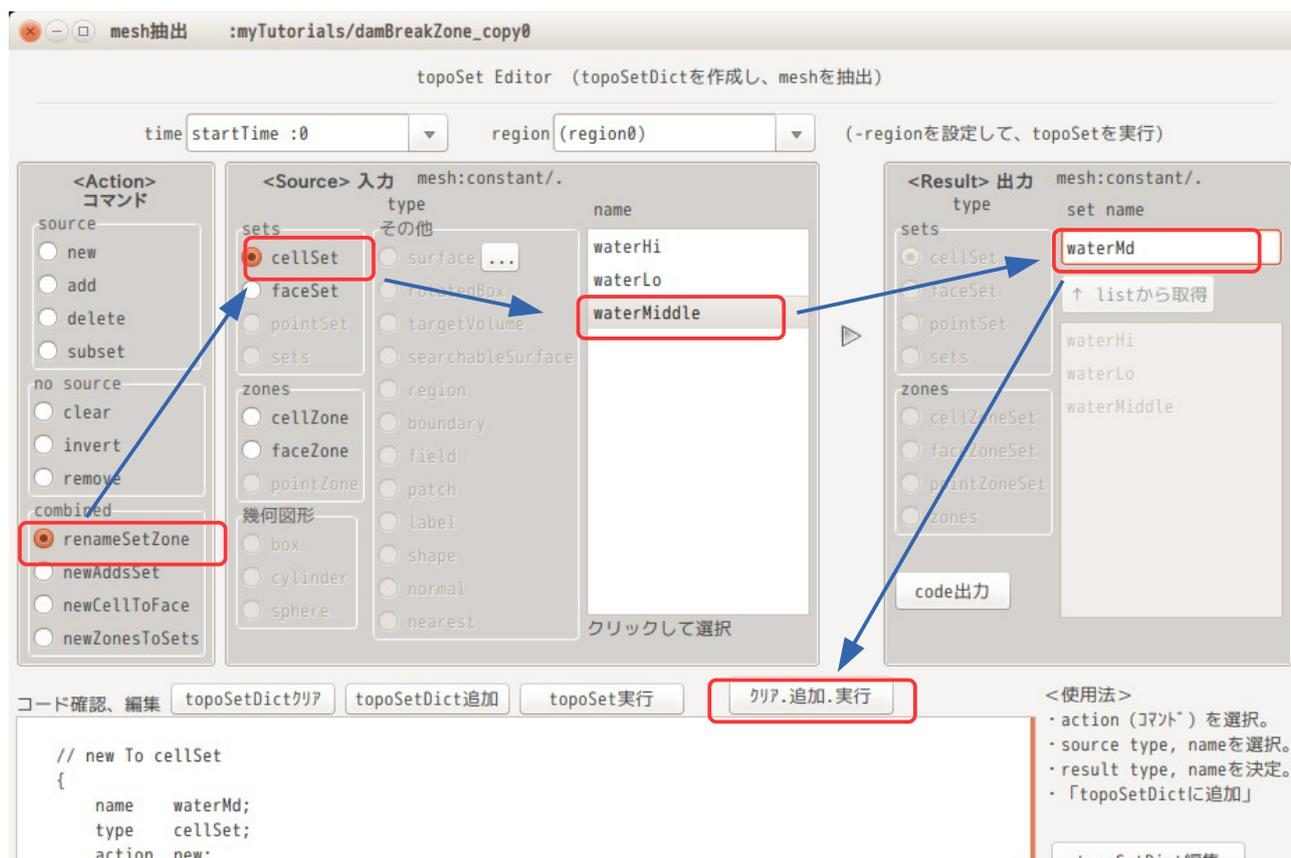 mesh抽出 :myTutorials/damBreakZone_copy0
topoSet Editor （topoSetDictを作成し、meshを抽出）
time startTime :0 region (region0) (-regionを設定して、topoSetを実行)
<Action>
コマンド
source
new
add
delete
subset
no source
clear
invert
remove
combined
renameSetZone
newAddsSet
newCellToFace
newZonesToSets
<Source> 入力 mesh:constant/.
type
sets
cellSet
faceSet
pointSet
sets
zones
cellZone
faceZone
pointZone
幾何図形
box
cylinder
sphere
その他
surface ...
rotatedBox
targetVolume
searchableSurface
region
boundary
field
patch
label
shape
normal
nearest
name
waterHi
waterLo
waterMiddle
クリックして選択
<Result> 出力 mesh:constant/.
type
sets
cellSet
faceSet
pointSet
sets
zones
cellZoneSet
faceZoneSet
pointZoneSet
zones
code出力
set name
waterMd
↑ listから取得
waterHi
waterLo
waterMiddle
コード確認、編集 topoSetDictｸﾘｱ topoSetDict追加 topoSet実行 ｸﾘｱ.追加.実行
// new To cellSet
{
name waterMd;
type cellSet;
action new;
<使用法>
・action (ｺﾏﾝﾄﾞ) を選択。
・source type, nameを選択。
・result type, nameを決定。
・「topoSetDictに追加」